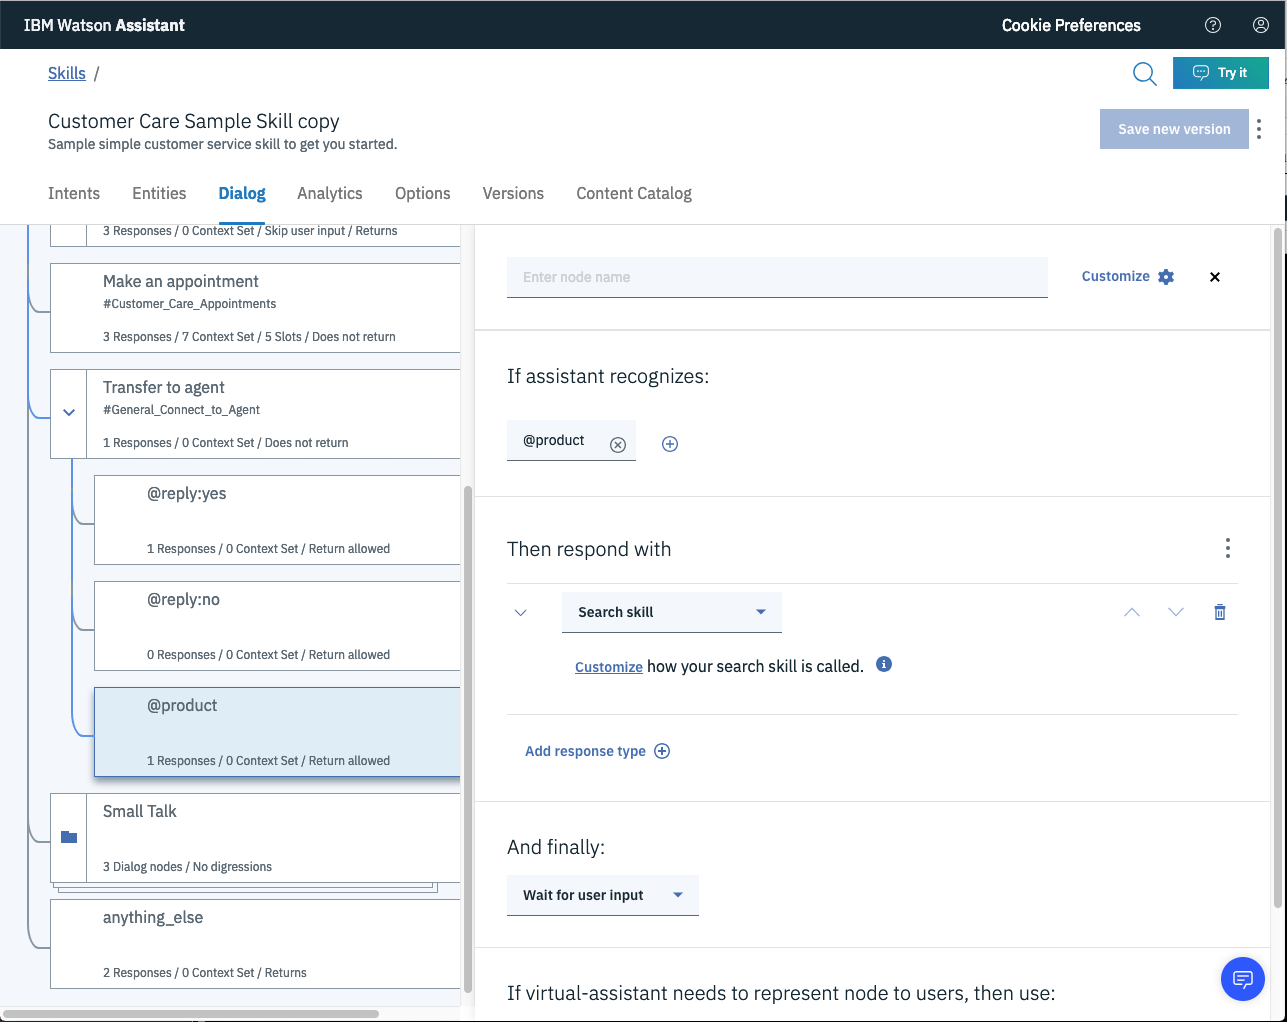 IBM Watson Assistant
Cookie Preferences
Skills /
Try it
Customer Care Sample Skill copy
Sample simple customer service skill to get you started.
Save new version
Intents
Entities
Dialog
Analytics
Options
Versions
Content Catalog
3 Responses / 0 Context Set / Skip user input / Returns
Make an appointment
#Customer_Care_Appointments
3 Responses / 7 Context Set / 5 Slots / Does not return
Transfer to agent
#General_Connect_to_Agent
1 Responses / 0 Context Set / Does not return
@reply:yes
1 Responses / 0 Context Set / Return allowed
@reply:no
0 Responses / 0 Context Set / Return allowed
@product
1 Responses / 0 Context Set / Return allowed
Small Talk
3 Dialog nodes / No digressions
anything_else
2 Responses / 0 Context Set / Returns
Enter node name
Customize
If assistant recognizes:
@product
Then respond with
Search skill
Customize how your search skill is called.
Add response type
And finally:
Wait for user input
If virtual-assistant needs to represent node to users, then use: